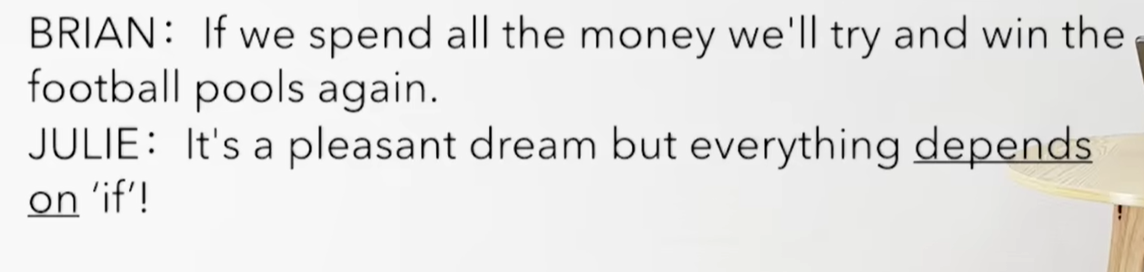 BRIAN： If we spend all the money we'll try and win the
football pools again.
JULIE： It's a pleasant dream but everything depends
on ‘if’!